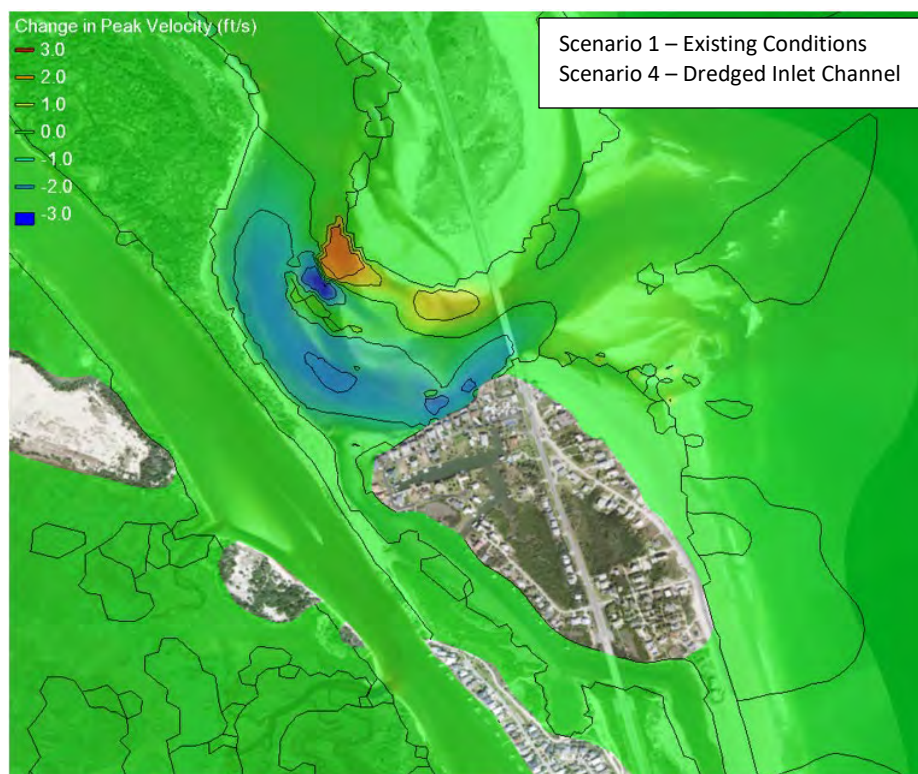 Change in Peak Velocity (ft/s)
3.0
2.0
1.0
0.0
-1.0
-2.0
-3.0
Scenario 1 – Existing Conditions
Scenario 4 – Dredged Inlet Channel